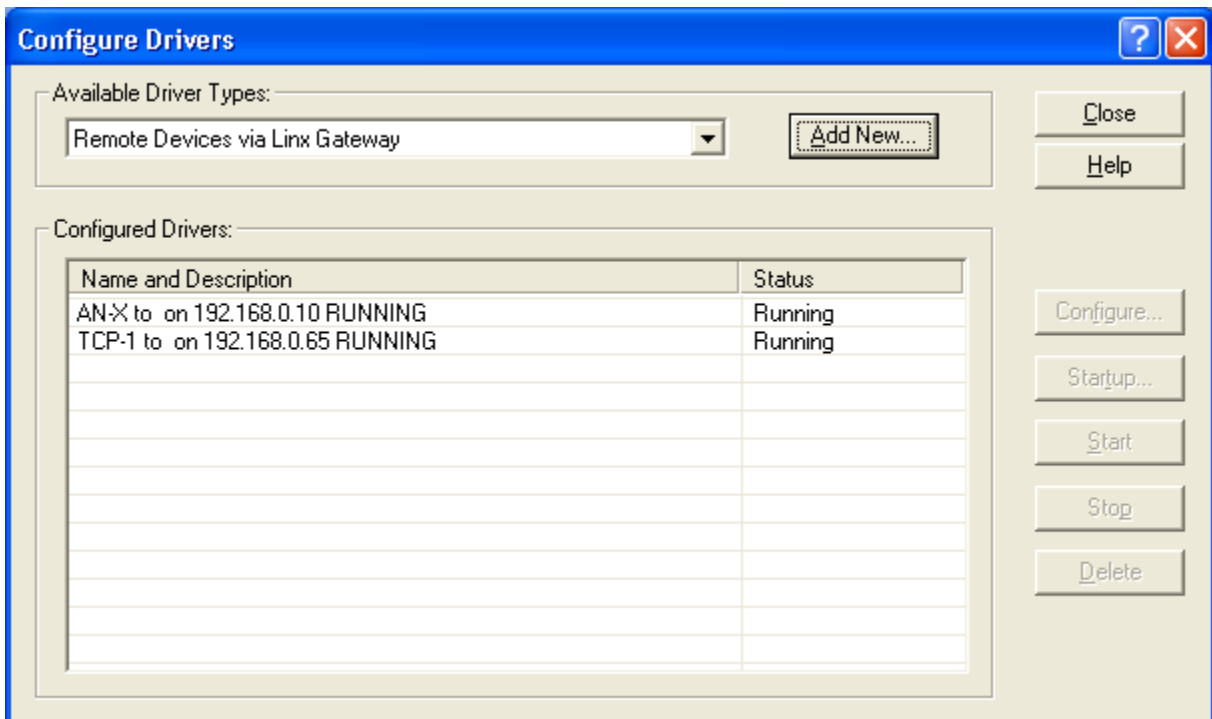 Configure Drivers
?
Available Driver Types:
Remote Devices via Linx Gateway
Add New...
Close
Help
Configured Drivers:
Name and Description Status
AN-X to  on 192.168.0.10 RUNNING Running
TCP-1 to  on 192.168.0.65 RUNNING Running
Configure...
Startup...
Start
Stop
Delete